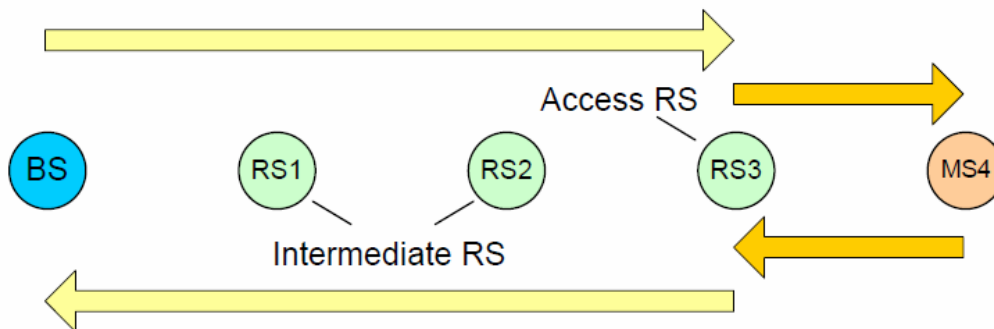 Access RS
BS
RS1
RS2
RS3
MS4
Intermediate RS